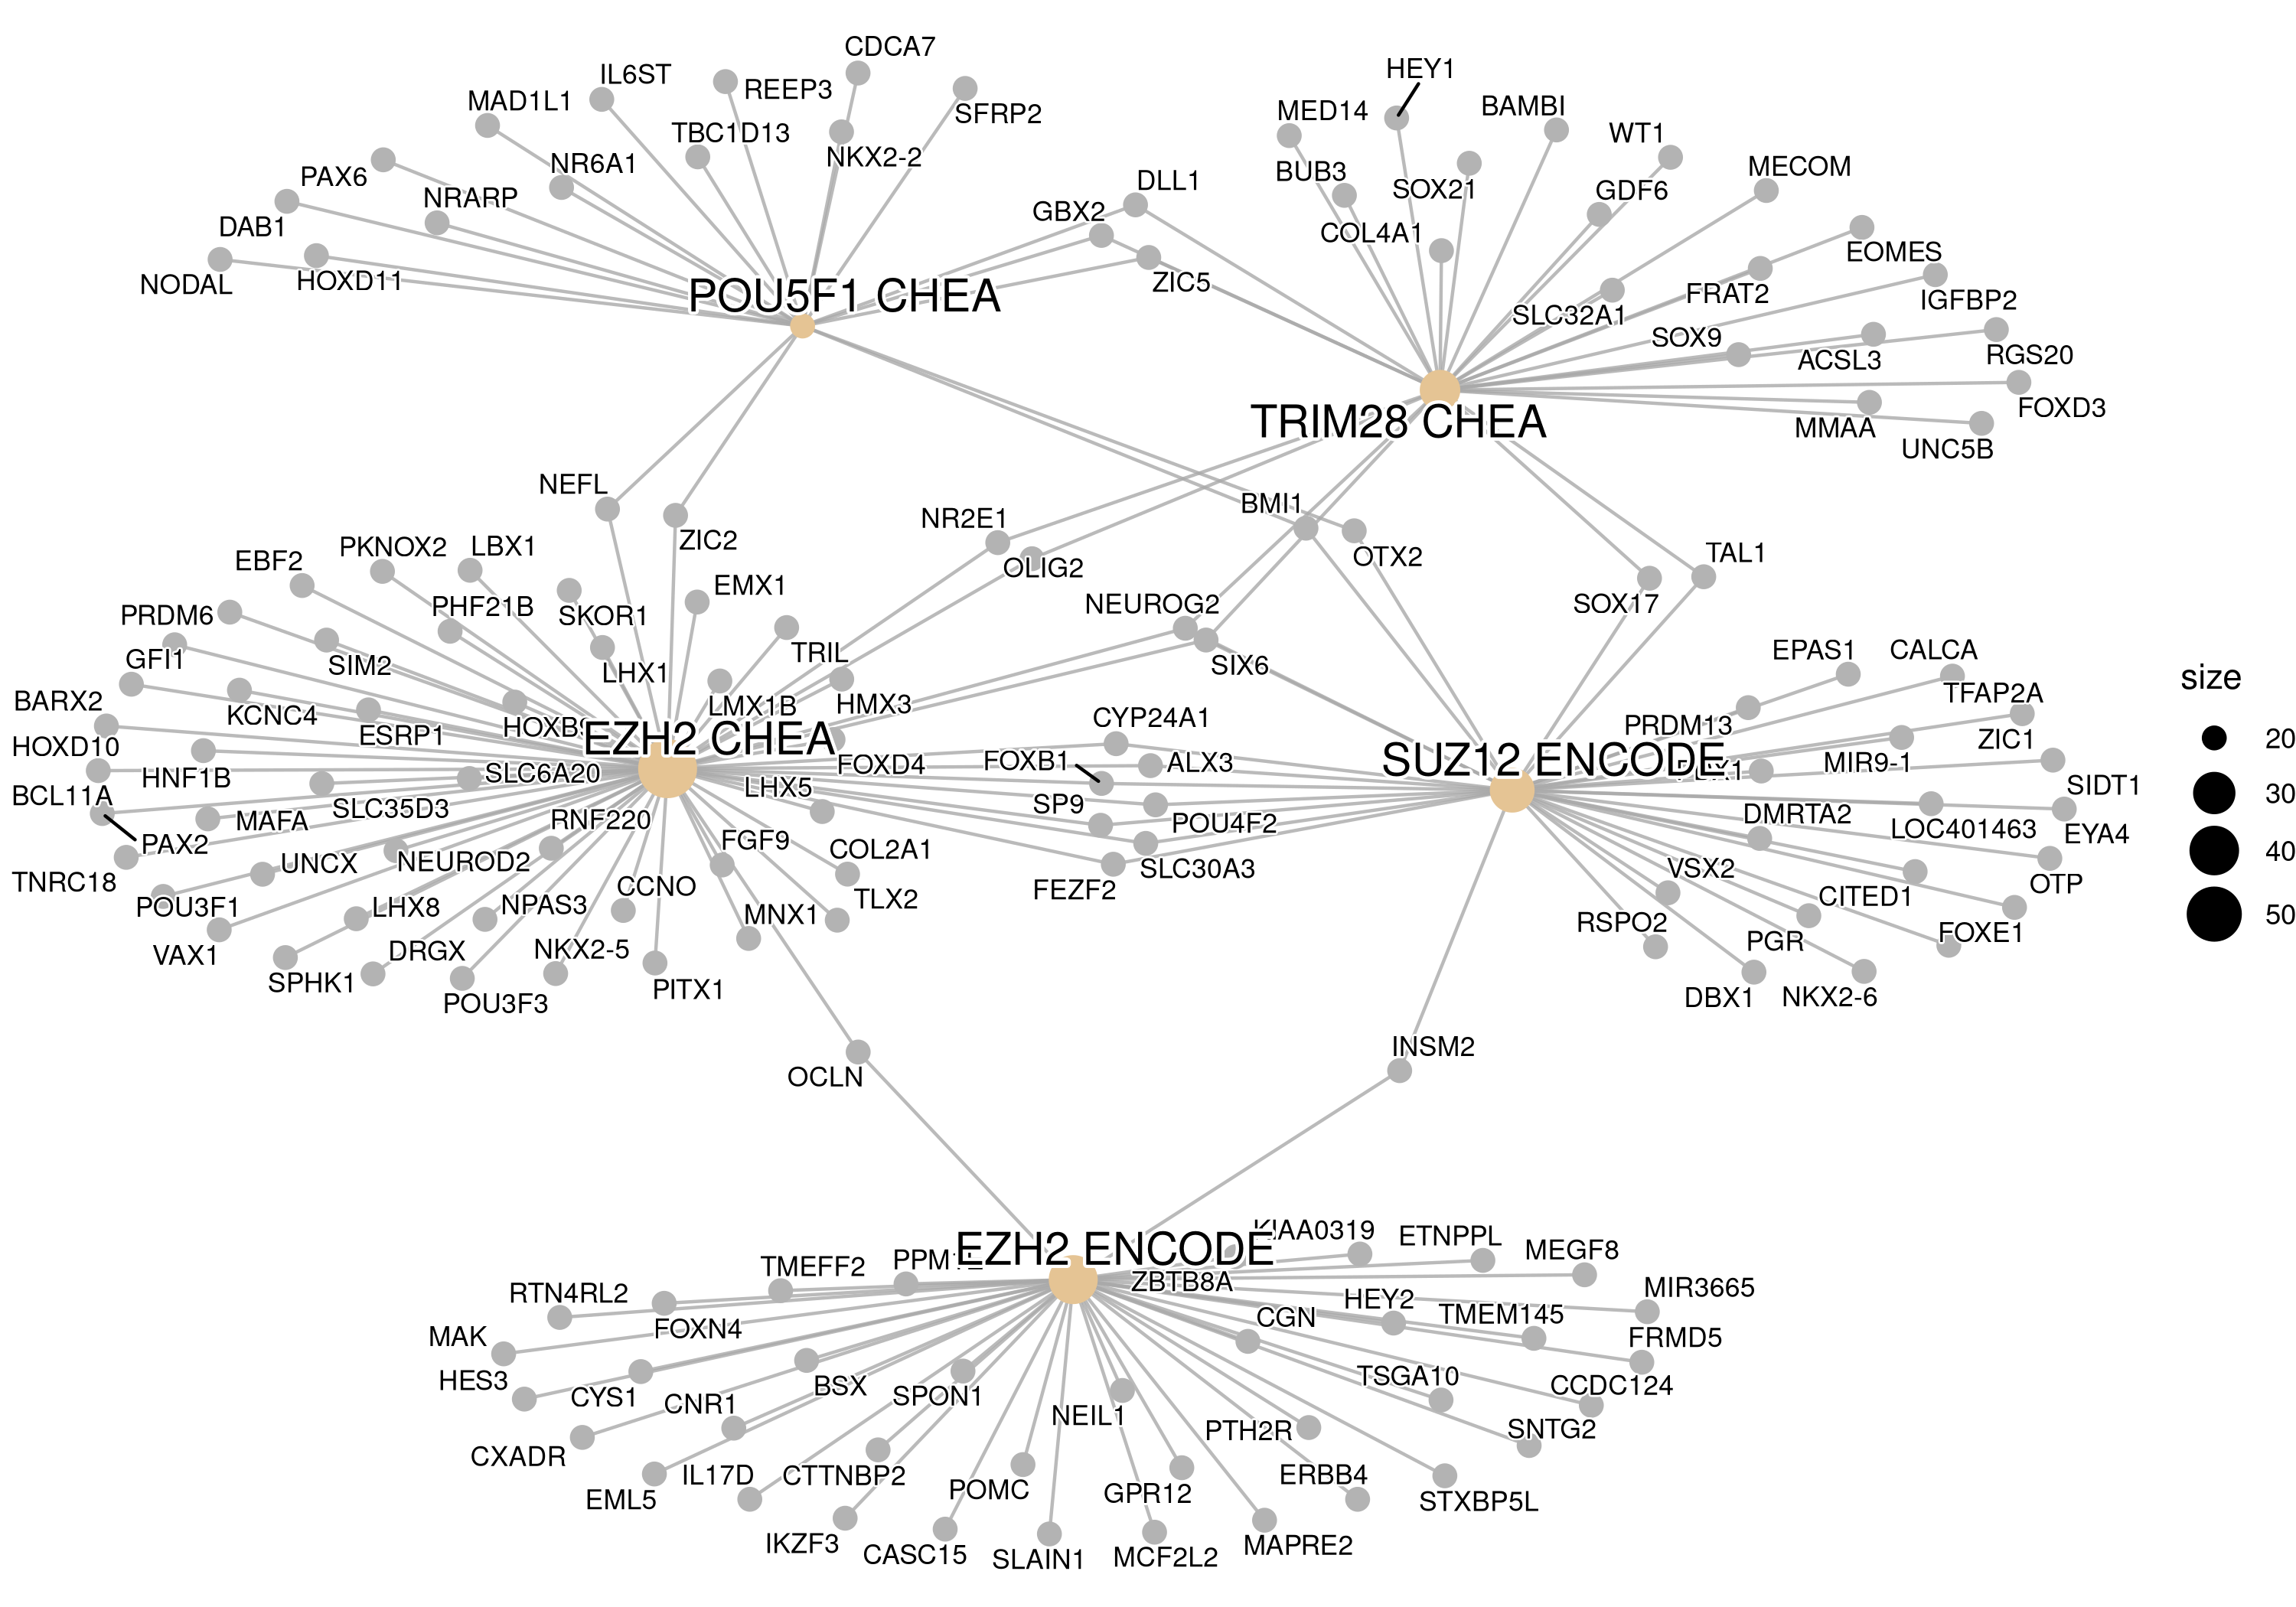 CDCA7
IL6ST
REEP3
MAD1L1
SFRP2
TBC1D13
NKX2-2
NR6A1
PAX6
NRARP
DAB1
HOXD11
NODAL
POU5F1 CHEA
HEY1
MED14
BAMBI
WT1
BUB3
SOX21
MECOM
GDF6
DLL1
GBX2
COL4A1
EOMES
ZIC5
FRAT2
IGFBP2
SLC32A1
SOX9
ACSL3
RGS20
FOXD3
TRIM28 CHEA
MMAA
UNC5B
NEFL
NR2E1
BMI1
ZIC2
OTX2
TAL1
OLIG2
NEUROG2
SOX17
SIX6
EBF2
PKNOX2
LBX1
EMX1
PRDM6
PHF21B
SKOR1
GFI1
SIM2
TRIL
LHX1
BARX2
KCNC4
LMX1B
HMX3
HOXB9
ESRP1
EZH2 CHEA
HOXD10
HNF1B
SLC6A20
FOXD4
BCL11A
SLC35D3
LHX5
MAFA
RNF220
PAX2
FGF9
COL2A1
TNRC18
UNCX
NEUROD2
CCNO
TLX2
POU3F1
LHX8
NPAS3
MNX1
VAX1
DRGX
NKX2-5
SPHK1
POU3F3
PITX1
CYP24A1
FOXB1
ALX3
SP9
POU4F2
SLC30A3
FEZF2
EPAS1
CALCA
TFAP2A
PRDM13
ZIC1
SUZ12 ENCODE
MIR9-1
SIDT1
DMRTA2
LOC401463
EYA4
VSX2
CITED1
OTP
RSPO2
PGR
FOXE1
DBX1
NKX2-6
size
20
30
40
50
OCLN
INSM2
EZH2 ENCODE
KIAA0319
ETNPPL
MEGF8
TMEFF2
ZBTB8A
MIR3665
RTN4RL2
HEY2
TMEM145
CGN
FOXN4
FRMD5
MAK
HES3
CYS1
BSX
SPON1
TSGA10
CCDC124
CNR1
NEIL1
PTH2R
SNTG2
CXADR
IL17D
CTTNBP2
POMC
GPR12
ERBB4
STXBP5L
EML5
IKZF3
CASC15
SLAIN1
MCF2L2
MAPRE2